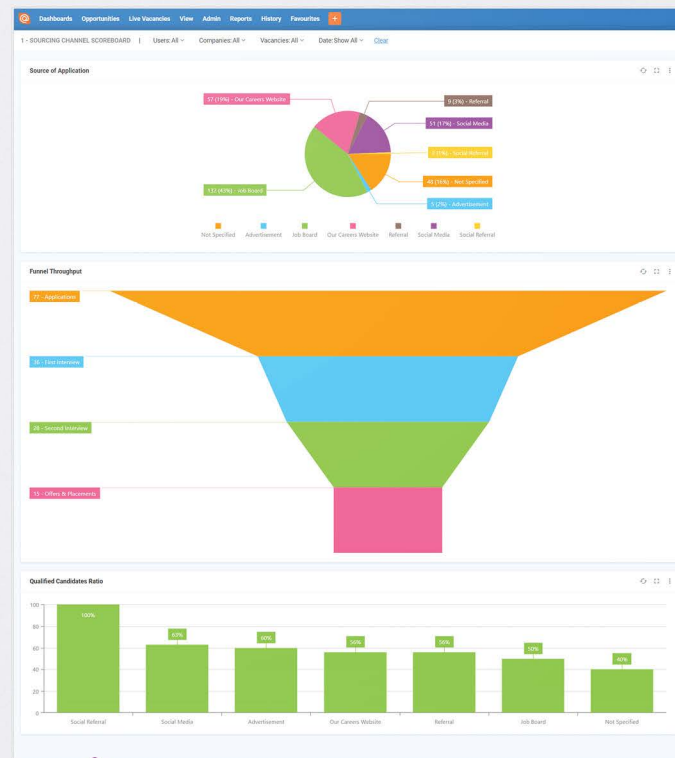 Dashboards Opportunities Live Vacancies View Admin Reports History Favourites +
1 - SOURCING CHANNEL SCOREBOARD | Users: All Companies: All Vacancies: All Date: Show All Clear
Source of Application
57 (19%) - Our Careers Website
9 (3%) - Referral
51 (17%) - Social Media
3 (1%) - Social Referral
48 (16%) - Not Specified
132 (43%) - Job Board
5 (2%) - Advertisement
Not Specified Advertisement Job Board Our Careers Website Referral Social Media Social Referral
Funnel Throughput
77 - Applications
36 - First Interview
28 - Second Interview
15 - Offers & Placements
Qualified Candidates Ratio
100
80
60
40
20
0
100%
63%
60%
56%
56%
50%
40%
Social Referral Social Media Advertisement Our Careers Website Referral Job Board Not Specified